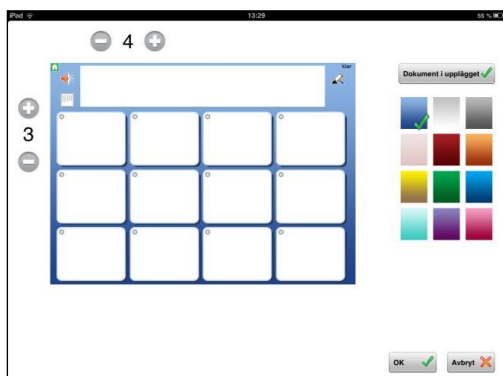 iPad 13:29 55 %
4
klar
Dokument i upplägget
3
OK Avbryt